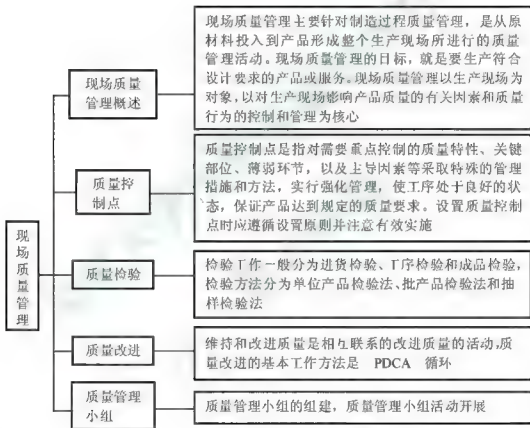 现场质量管理
现场质量
管理概述
现场质量管理主要针对制造过程质量管理，是从原
材料投入到产品形成整个生产现场所进行的质量
管理活动。现场质量管理的目标，就是要生产符合
设计要求的产品或服务。现场质量管理以生产现场为
对象，以对生产现场影响产品质量的有关因素和质量
行为的控制和管理为核心
质量控
制点
质量控制点是指对需要重点控制的质量特性、关键
部位、薄弱环节，以及主导因素等采取特殊的管理
措施和方法，实行强化管理，使工序处于良好的状
态，保证产品达到规定的质量要求。设置质量控制
点时应遵循设置原则并注意有效实施
质量检验
检验工作一般分为进货检验、工序检验和成品检验，
检验方法分为单位产品检验法、批产品检验法和抽
样检验法
质量改进
维持和改进质量是相互联系的改进质量的活动，质
量改进的基本工作方法是 PDCA 循环
质量管理
小组
质量管理小组的组建，质量管理小组活动开展